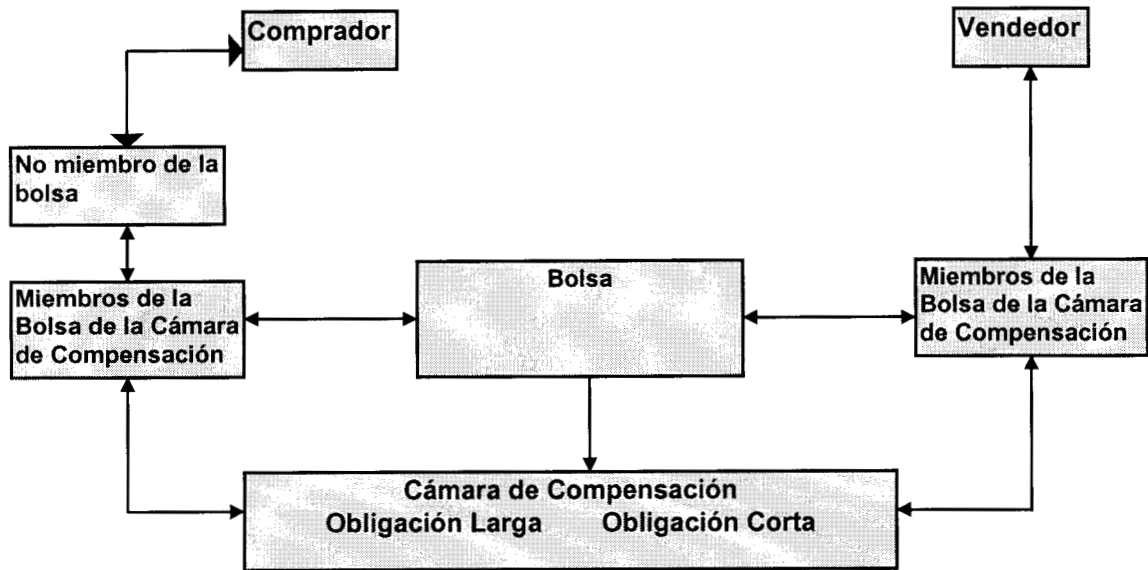 Comprador
Vendedor
No miembro de la
bolsa
Miembros de la
Bolsa de la Cámara
de Compensación
Bolsa
Miembros de la
Bolsa de la Cámara
de Compensación
Cámara de Compensación
Obligación Larga Obligación Corta